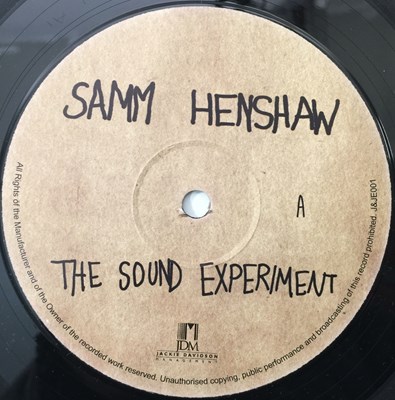 SAMM HENSHAW
A
THE SOUND EXPERIMENT
JDM
JACKIE DAVIDSON
MANAGEMENT
All Rights of the Manufacturer and of the Owner of the recorded work reserved. Unauthorised copying, public performance and broadcasting of this record prohibited. J&JE001